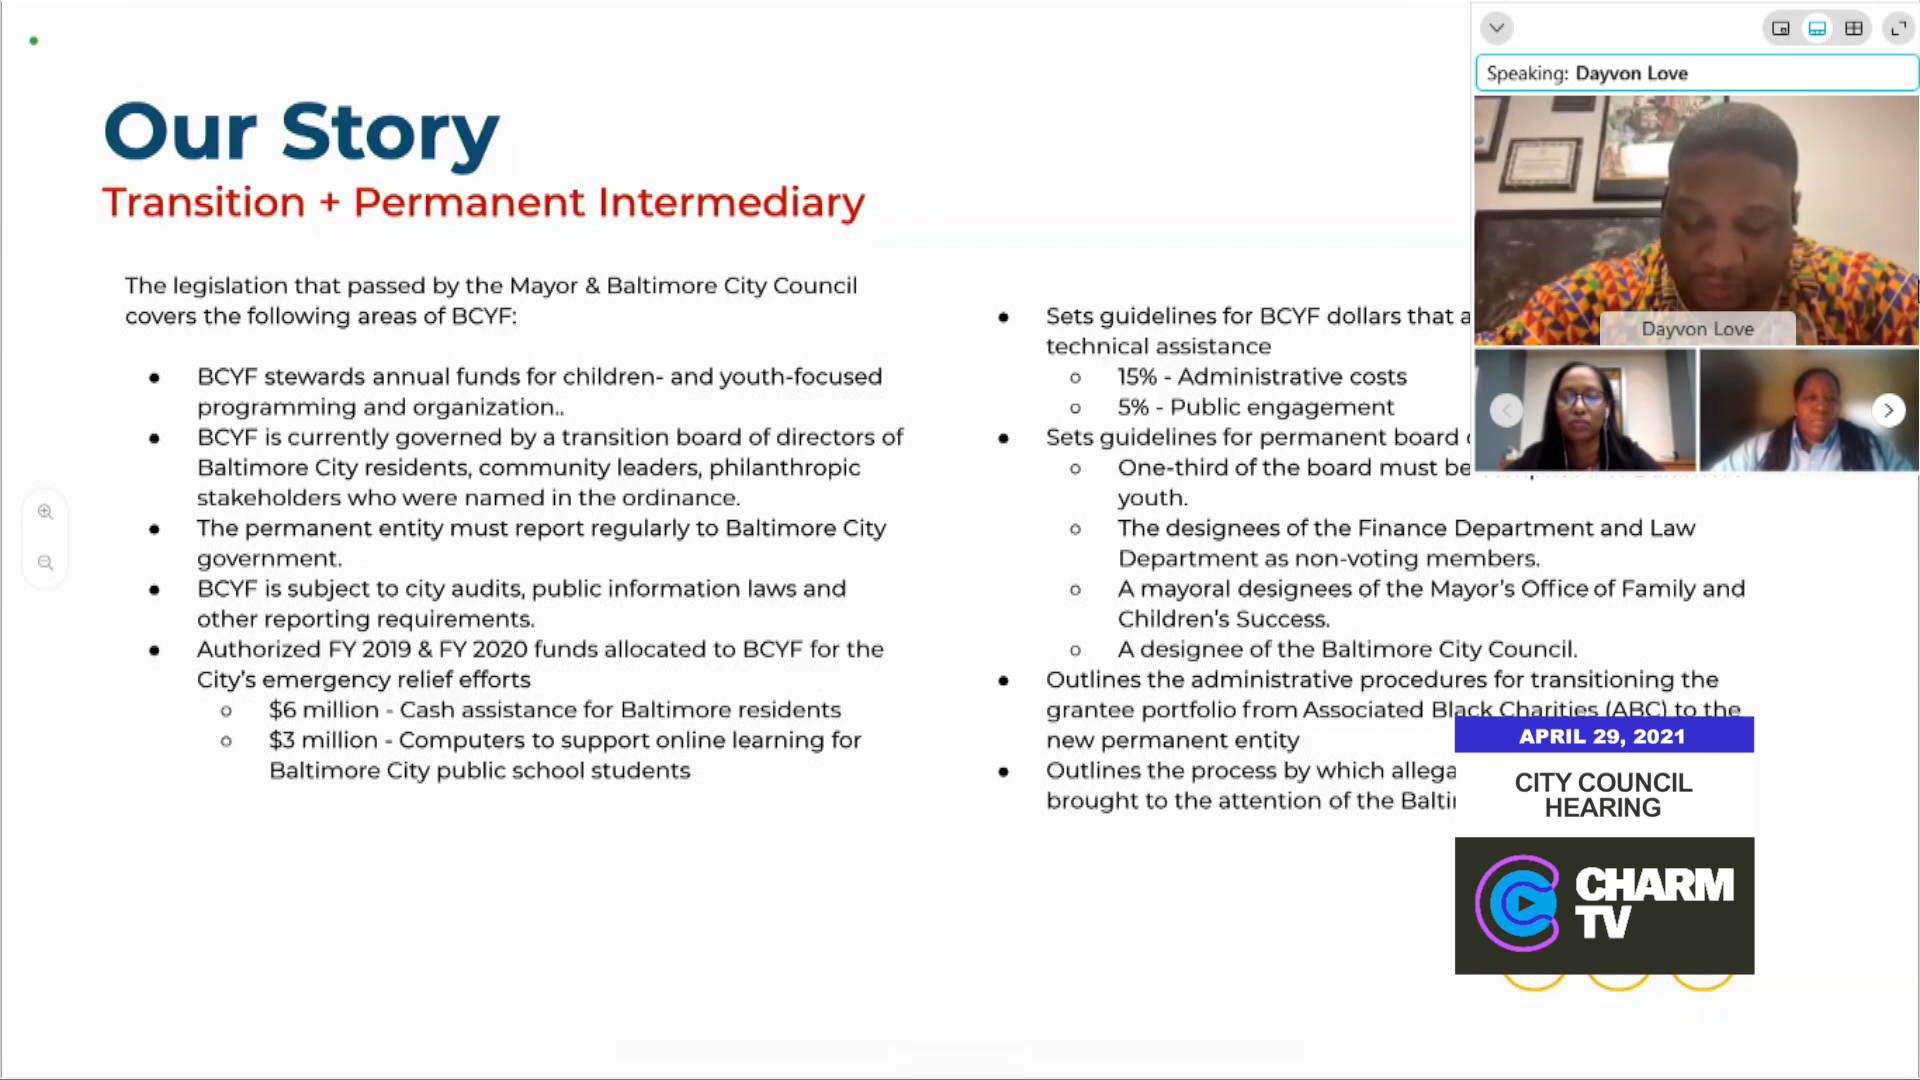 Our Story
Transition + Permanent Intermediary
The legislation that passed by the Mayor & Baltimore City Council
covers the following areas of BCYF:
● BCYF stewards annual funds for children- and youth-focused
programming and organization..
● BCYF is currently governed by a transition board of directors of
Baltimore City residents, community leaders, philanthropic
stakeholders who were named in the ordinance.
● The permanent entity must report regularly to Baltimore City
government.
● BCYF is subject to city audits, public information laws and
other reporting requirements.
● Authorized FY 2019 & FY 2020 funds allocated to BCYF for the
City's emergency relief efforts
○ $6 million - Cash assistance for Baltimore residents
○ $3 million - Computers to support online learning for
Baltimore City public school students
● Sets guidelines for BCYF dollars that
technical assistance
○ 15% - Administrative costs
○ 5% - Public engagement
● Sets guidelines for permanent board
○ One-third of the board must be
youth.
○ The designees of the Finance Department and Law
Department as non-voting members.
○ A mayoral designees of the Mayor's Office of Family and
Children's Success.
○ A designee of the Baltimore City Council.
● Outlines the administrative procedures for transitioning the
grantee portfolio from Associated Black Charities (ABC) to the
new permanent entity
● Outlines the process by which
brought to the attention of the
Speaking: Dayvon Love
Dayvon Love
APRIL 29, 2021
CITY COUNCIL
HEARING
CHARM
TV